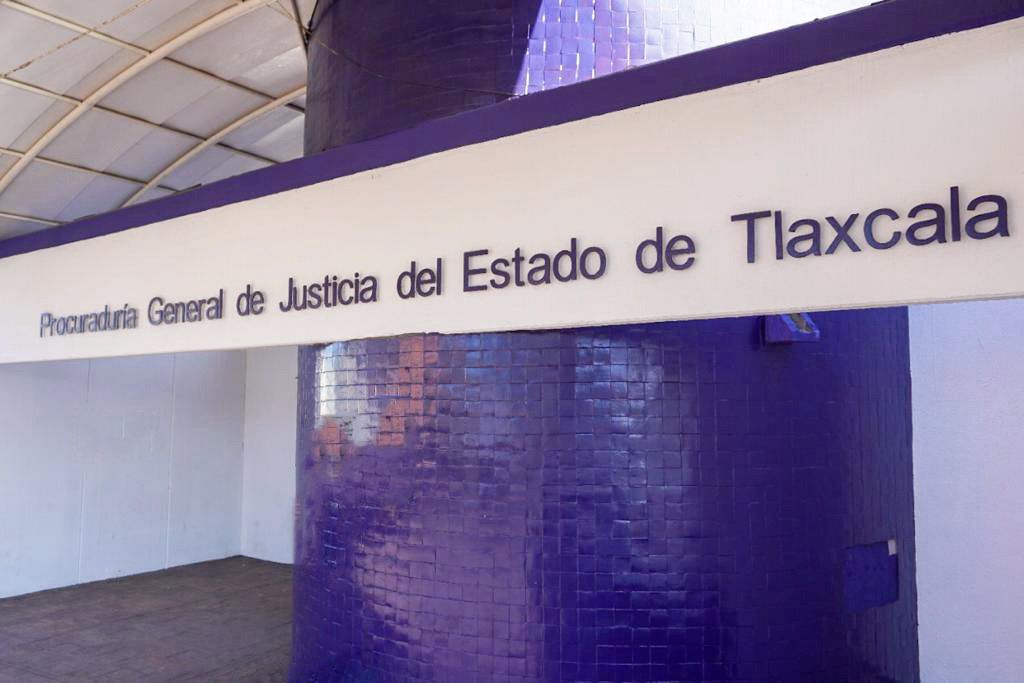 Procuraduría General de Justicia del Estado de Tlaxcala